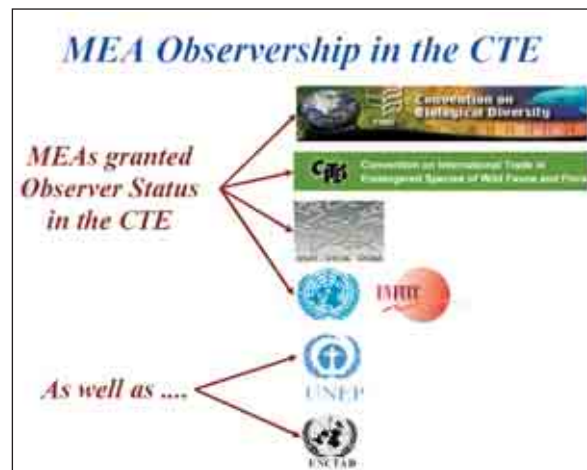 MEA Observership in the CTE
Convention on
Biological Diversity
MEAs granted
Observer Status
in the CTE
CITES
Convention on International Trade in
Endangered Species of Wild Fauna and Flora
As well as ....
UNEP
UNCTAD